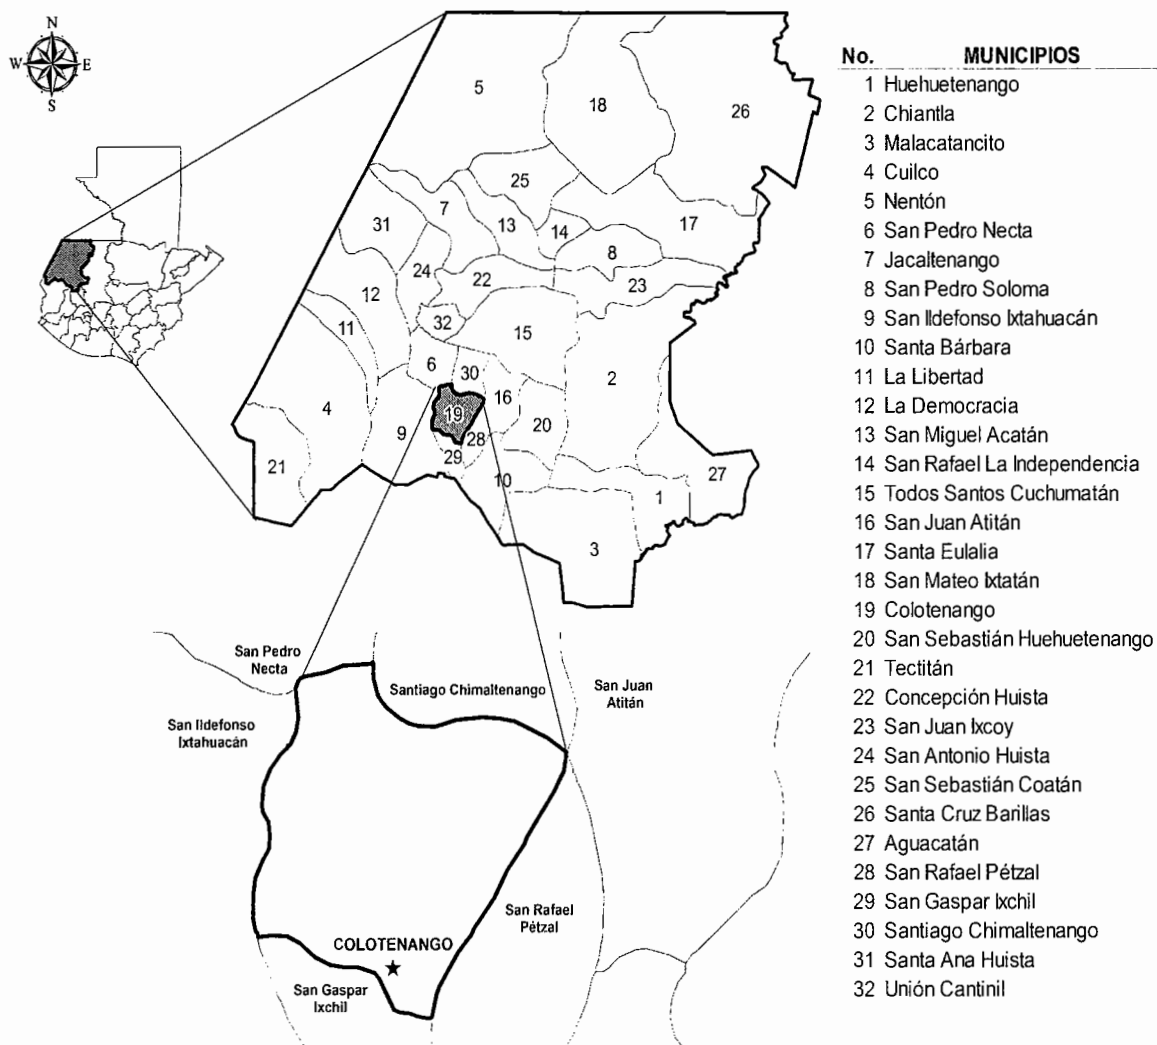 N
W E
S
No. MUNICIPIOS
1 Huehuetenango
2 Chiantla
3 Malacatancito
4 Cuilco
5 Nentón
6 San Pedro Necta
7 Jacaltenango
8 San Pedro Soloma
9 San Ildefonso Ixtahuacán
10 Santa Bárbara
11 La Libertad
12 La Democracia
13 San Miguel Acatán
14 San Rafael La Independencia
15 Todos Santos Cuchumatán
16 San Juan Atitán
17 Santa Eulalia
18 San Mateo Ixtatán
19 Colotenango
20 San Sebastián Huehuetenango
21 Tectitán
22 Concepción Huista
23 San Juan Ixcoy
24 San Antonio Huista
25 San Sebastián Coatán
26 Santa Cruz Barillas
27 Aguacatán
28 San Rafael Pétzal
29 San Gaspar Ixchil
30 Santiago Chimaltenango
31 Santa Ana Huista
32 Unión Cantinil
5
18
26
25
7
31
13
14
17
8
24
22
23
12
32
11
15
6
30
2
16
4
19
20
9
28
29
21
10
27
1
3
San Pedro
Necta
Santiago Chimaltenango
San Juan
Atitán
San Ildefonso
Ixtahuacán
San Rafael
Pétzal
COLOTENANGO
San Gaspar
Ixchil